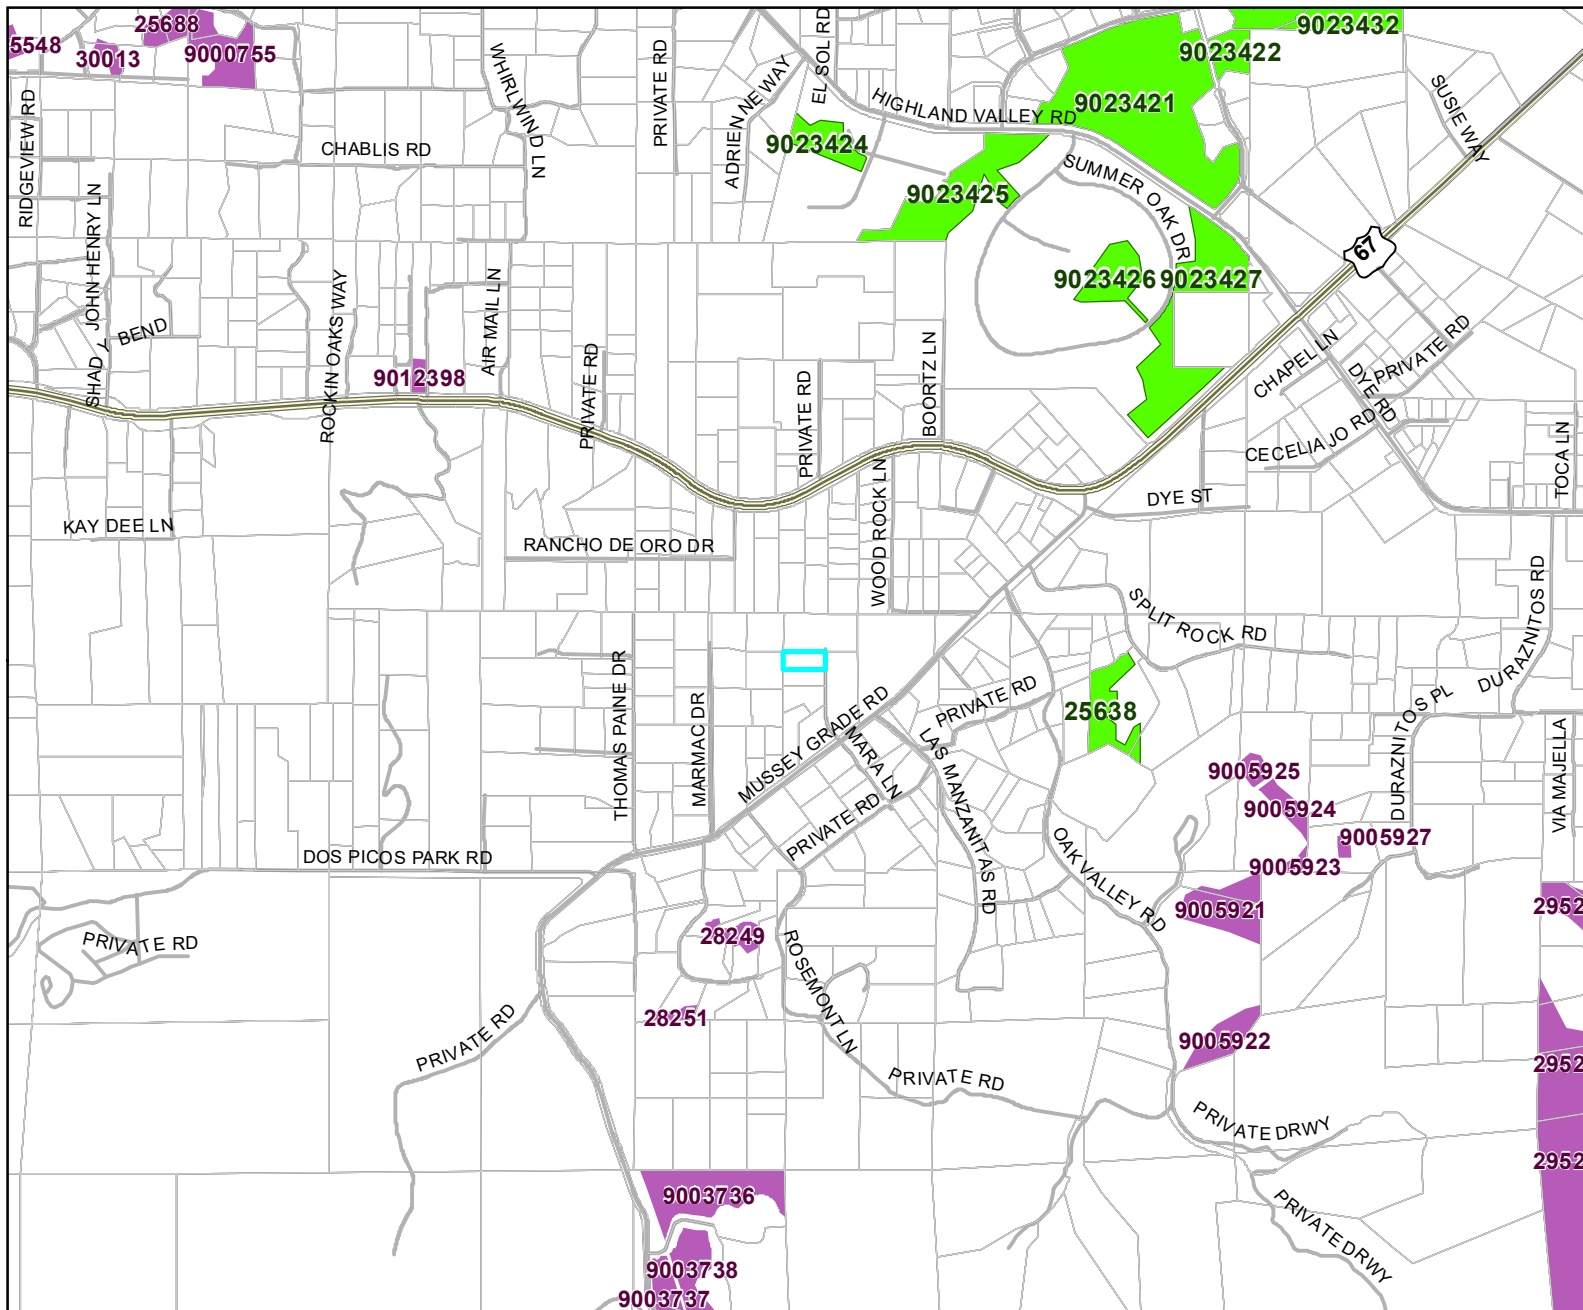 25688
9023432
5548
30013
9000755
9023422
WHIRLWIND LN
PRIVATE RD
EL SOL RD
ADRIENNE WAY
HIGHLAND VALLEY RD
9023421
SUSIE WAY
RIDGEVIEW RD
CHABLIS RD
9023424
9023425
SUMMER OAK DR
JOHN HENRY LN
67
9023426
9023427
SHADY BEND
ROCKIN OAKS WAY
AIR MAIL LN
9012398
PRIVATE RD
PRIVATE RD
BOORTZ LN
CHAPEL LN
PRIVATE RD
DYE RD
CECELIA JO RD
TOCA LN
KAY DEE LN
RANCHO DE ORO DR
WOOD ROCK LN
DYE ST
SPLIT ROCK RD
DURAZNITOS RD
THOMAS PAINE DR
MARMAC DR
MUSSEY GRADE RD
PRIVATE RD
25638
DURAZNITOS PL
MARA LN
LAS MANZANITAS RD
9005925
9005924
9005927
9005923
VIA MAJELLA
DOS PICOS PARK RD
PRIVATE RD
OAK VALLEY RD
9005921
2952
PRIVATE RD
28249
ROSEMONT LN
28251
PRIVATE RD
9005922
2952
PRIVATE RD
PRIVATE DRWY
2952
9003736
PRIVATE DRWY
9003738
9003737